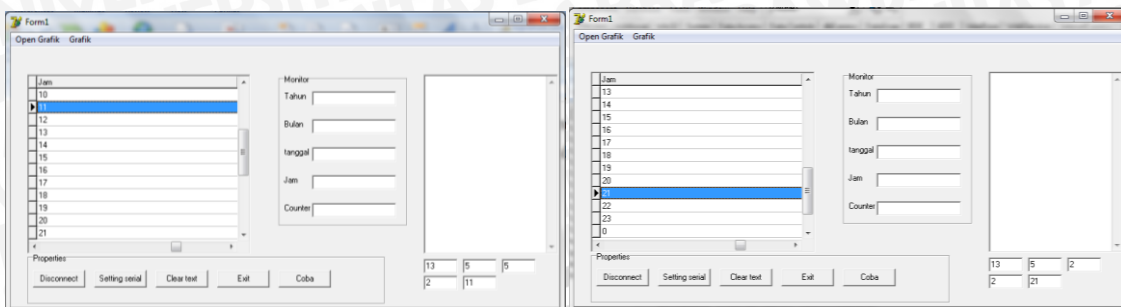 Form1
Open Grafik Grafik
Jam
10
11
12
13
14
15
16
17
18
19
20
21
Monitor
Tahun
Bulan
tanggal
Jam
Counter
Properties
Disconnect Setting serial Clear text Exit Coba
13 5 5
2 11
Form1
Open Grafik Grafik
Jam
13
14
15
16
17
18
19
20
21
22
23
0
Monitor
Tahun
Bulan
tanggal
Jam
Counter
Properties
Disconnect Setting serial Clear text Exit Coba
13 5 2
2 21